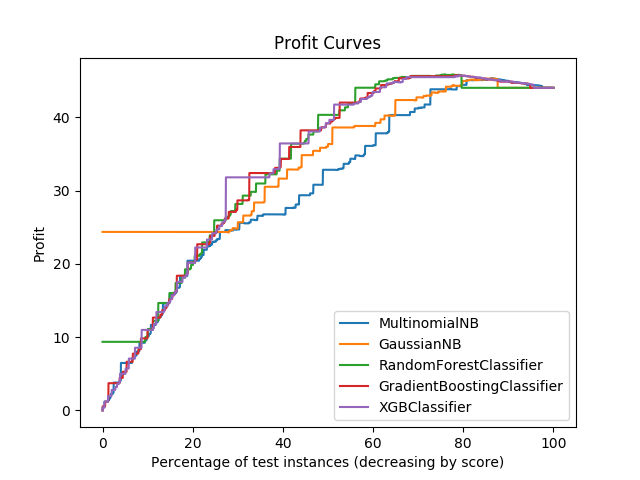 Profit Curves
Profit
40
30
20
10
0
MultinomialNB
GaussianNB
RandomForestClassifier
GradientBoostingClassifier
XGBClassifier
0 20 40 60 80 100
Percentage of test instances (decreasing by score)